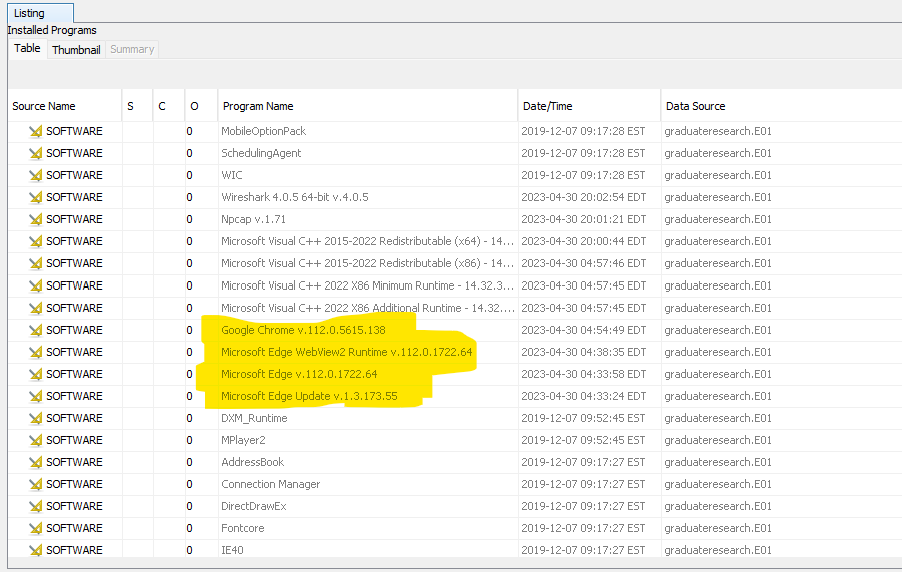 Listing
Installed Programs
Table Thumbnail Summary
Source Name S C O Program Name Date/Time Data Source
SOFTWARE 0 MobileOptionPack 2019-12-07 09:17:28 EST graduateresearch.E01
SOFTWARE 0 SchedulingAgent 2019-12-07 09:17:28 EST graduateresearch.E01
SOFTWARE 0 WIC 2019-12-07 09:17:28 EST graduateresearch.E01
SOFTWARE 0 Wireshark 4.0.5 64-bit v.4.0.5 2023-04-30 20:02:54 EDT graduateresearch.E01
SOFTWARE 0 Npcap v.1.71 2023-04-30 20:01:21 EDT graduateresearch.E01
SOFTWARE 0 Microsoft Visual C++ 2015-2022 Redistributable (x64) - 14... 2023-04-30 20:00:44 EDT graduateresearch.E01
SOFTWARE 0 Microsoft Visual C++ 2015-2022 Redistributable (x86) - 14... 2023-04-30 04:57:46 EDT graduateresearch.E01
SOFTWARE 0 Microsoft Visual C++ 2022 X86 Minimum Runtime - 14.32.3... 2023-04-30 04:57:45 EDT graduateresearch.E01
SOFTWARE 0 Microsoft Visual C++ 2022 X86 Additional Runtime - 14.32.... 2023-04-30 04:57:45 EDT graduateresearch.E01
SOFTWARE 0 Google Chrome v.112.0.5615.138 2023-04-30 04:54:49 EDT graduateresearch.E01
SOFTWARE 0 Microsoft Edge WebView2 Runtime v.112.0.1722.64 2023-04-30 04:38:35 EDT graduateresearch.E01
SOFTWARE 0 Microsoft Edge v.112.0.1722.64 2023-04-30 04:33:58 EDT graduateresearch.E01
SOFTWARE 0 Microsoft Edge Update v.1.3.173.55 2023-04-30 04:33:24 EDT graduateresearch.E01
SOFTWARE 0 DXM_Runtime 2019-12-07 09:52:45 EST graduateresearch.E01
SOFTWARE 0 MPlayer2 2019-12-07 09:52:45 EST graduateresearch.E01
SOFTWARE 0 AddressBook 2019-12-07 09:17:27 EST graduateresearch.E01
SOFTWARE 0 Connection Manager 2019-12-07 09:17:27 EST graduateresearch.E01
SOFTWARE 0 DirectDrawEx 2019-12-07 09:17:27 EST graduateresearch.E01
SOFTWARE 0 Fontcore 2019-12-07 09:17:27 EST graduateresearch.E01
SOFTWARE 0 IE40 2019-12-07 09:17:27 EST graduateresearch.E01